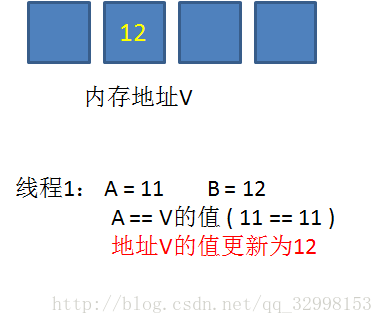 12
内存地址V
线程1： A = 11 B = 12
A == V的值 ( 11 == 11 )
地址V的值更新为12
http://blog.csdn.net/qq_32998153